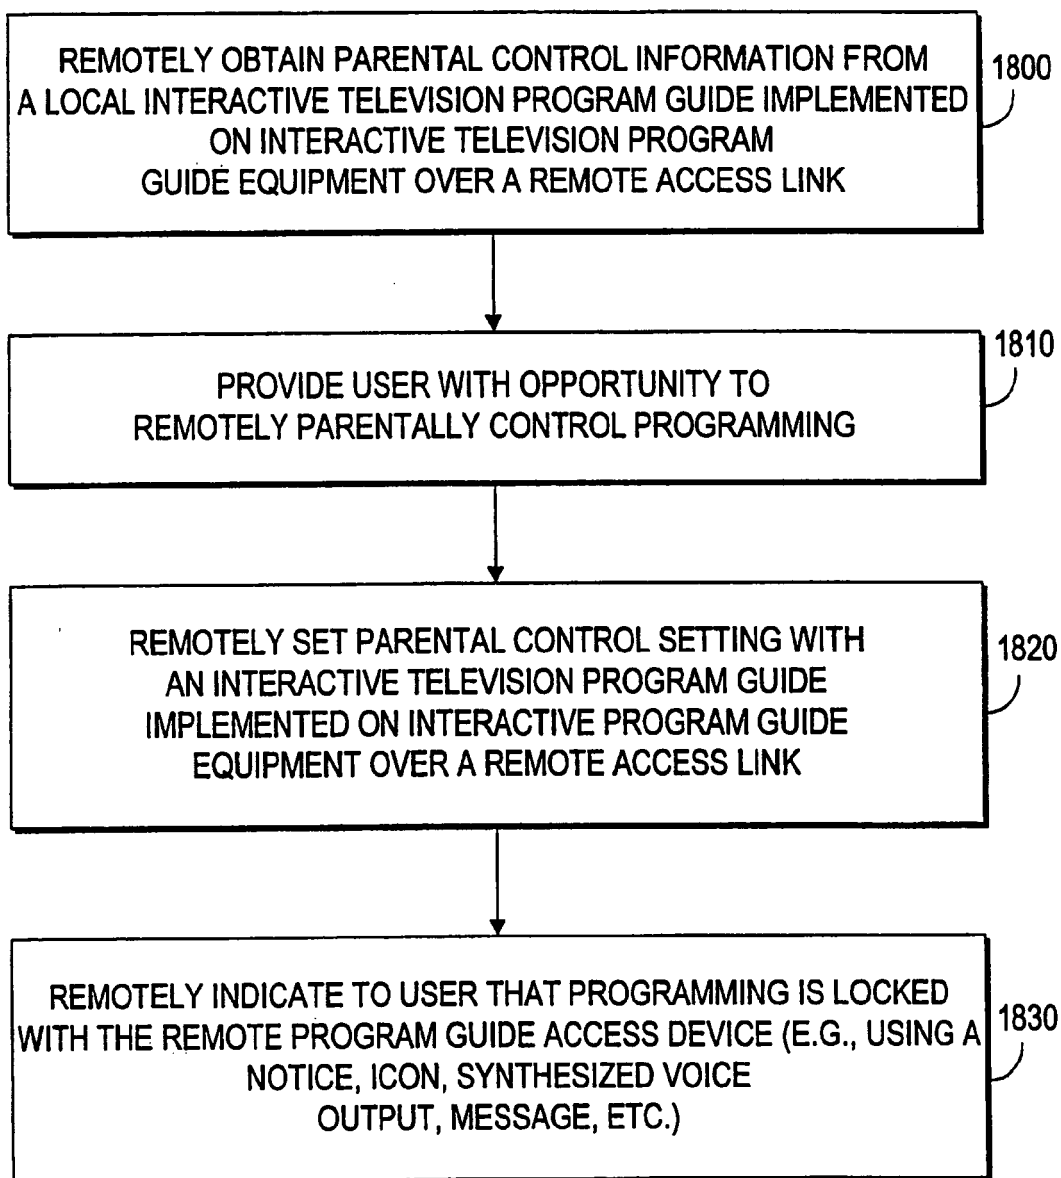 REMOTELY OBTAIN PARENTAL CONTROL INFORMATION FROM
A LOCAL INTERACTIVE TELEVISION PROGRAM GUIDE IMPLEMENTED
ON INTERACTIVE TELEVISION PROGRAM
GUIDE EQUIPMENT OVER A REMOTE ACCESS LINK
1800
PROVIDE USER WITH OPPORTUNITY TO
REMOTELY PARENTALLY CONTROL PROGRAMMING
1810
REMOTELY SET PARENTAL CONTROL SETTING WITH
AN INTERACTIVE TELEVISION PROGRAM GUIDE
IMPLEMENTED ON INTERACTIVE PROGRAM GUIDE
EQUIPMENT OVER A REMOTE ACCESS LINK
1820
REMOTELY INDICATE TO USER THAT PROGRAMMING IS LOCKED
WITH THE REMOTE PROGRAM GUIDE ACCESS DEVICE (E.G., USING A
NOTICE, ICON, SYNTHESIZED VOICE
OUTPUT, MESSAGE, ETC.)
1830